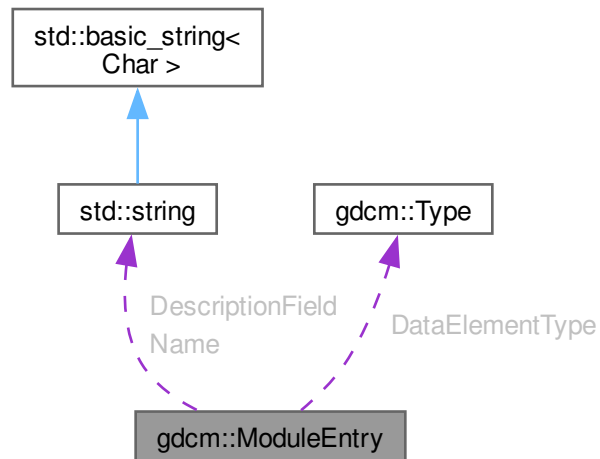 std::basic_string<
Char >
std::string
gdcm::Type
DescriptionField
Name
DataElementType
gdcm::ModuleEntry